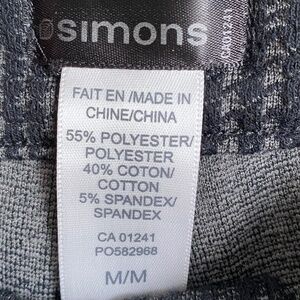 simons
CA01241
FAIT EN /MADE IN
CHINE/CHINA
55% POLYESTER/
POLYESTER
40% COTON/
COTTON
5% SPANDEX/
SPANDEX
CA 01241
PO582968
M/M